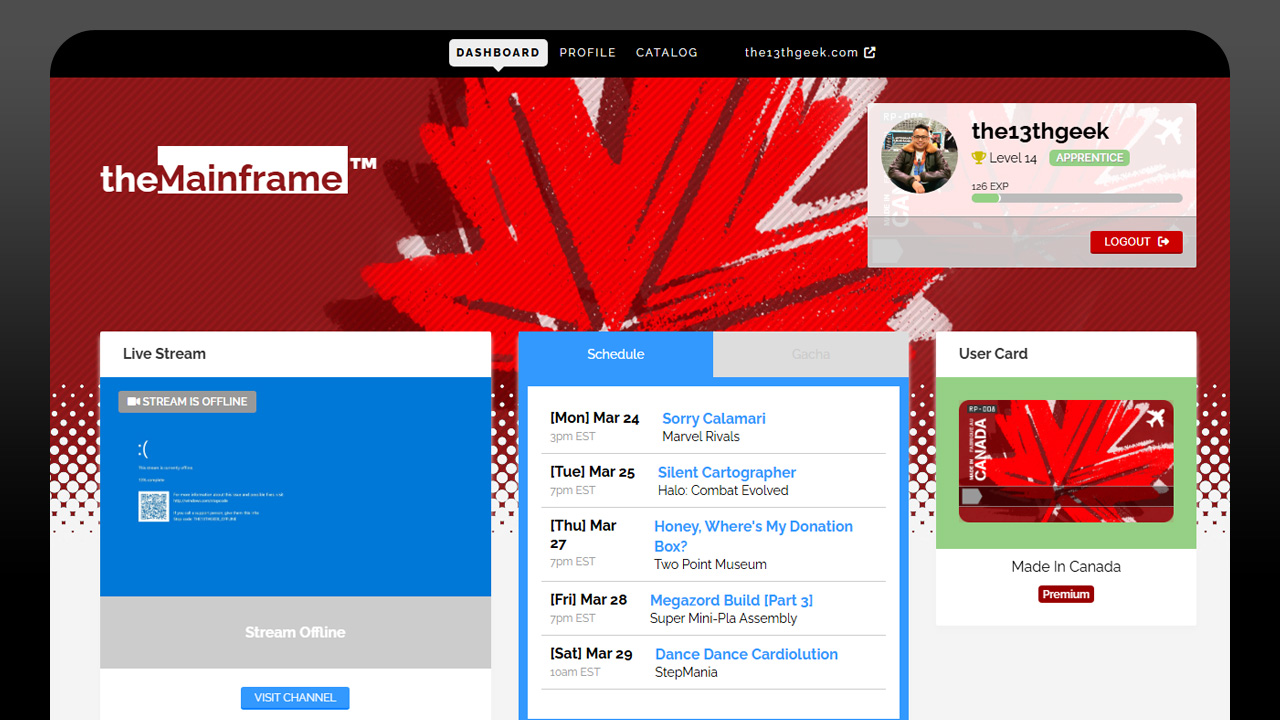 DASHBOARD PROFILE CATALOG the13thgeek.com
theMainframe™
RP-008
the13thgeek
Level 14 APPRENTICE
126 EXP
MADE IN
CANADA
LOGOUT
Live Stream
STREAM IS OFFLINE
:(
Stream Offline
VISIT CHANNEL
Schedule Gacha
[Mon] Mar 24 Sorry Calamari
3pm EST Marvel Rivals
[Tue] Mar 25 Silent Cartographer
7pm EST Halo: Combat Evolved
[Thu] Mar Honey, Where's My Donation
27 Box?
7pm EST Two Point Museum
[Fri] Mar 28 Megazord Build [Part 3]
7pm EST Super Mini-Pla Assembly
[Sat] Mar 29 Dance Dance Cardiolution
10am EST StepMania
User Card
RP-008
MADE IN
CANADA
Made In Canada
Premium